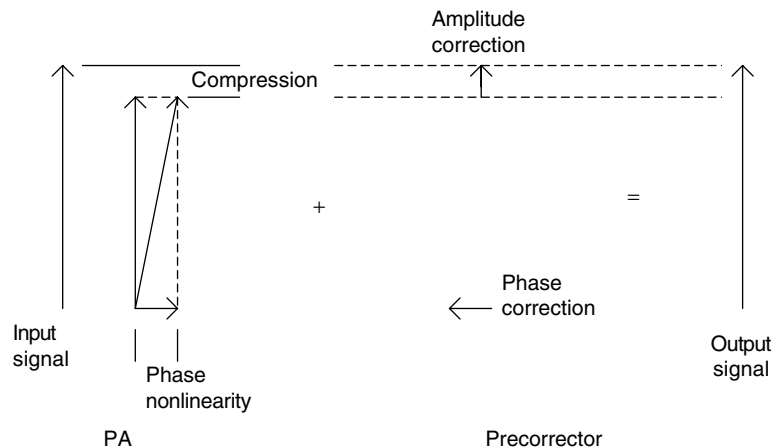 Amplitude
correction
Compression
+
=
Phase
correction
Input
signal
Output
signal
Phase
nonlinearity
PA
Precorrector